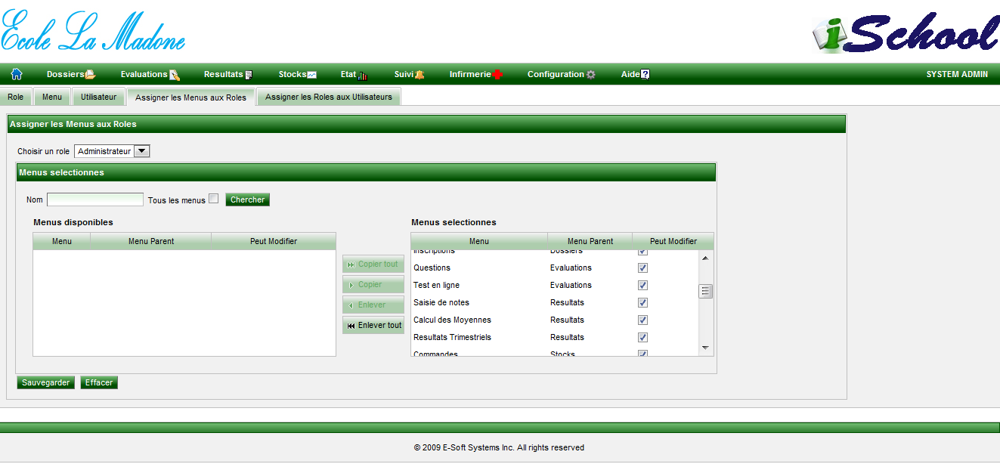 Ecole La Madone
iSchool
Dossiers Evaluations Resultats Stocks Etat Suivi Infirmerie Configuration Aide SYSTEM ADMIN
Role Menu Utilisateur Assigner les Menus aux Roles Assigner les Roles aux Utilisateurs
Assigner les Menus aux Roles
Choisir un role Administrateur
Menus selectionnes
Nom Tous les menus Chercher
Menus disponibles
Menu Menu Parent Peut Modifier
Copier tout
Copier
Enlever
Enlever tout
Menus selectionnes
Menu Menu Parent Peut Modifier
Inscriptions Dossiers
Questions Evaluations
Test en ligne Evaluations
Saisie de notes Resultats
Calcul des Moyennes Resultats
Resultats Trimestriels Resultats
Commandes Stocks
Sauvegarder Effacer
© 2009 E-Soft Systems Inc. All rights reserved